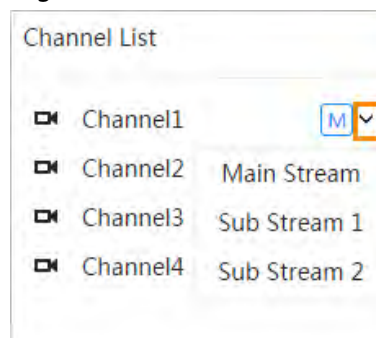 Channel List
Channel1 M
Channel2 Main Stream
Channel3 Sub Stream 1
Channel4 Sub Stream 2